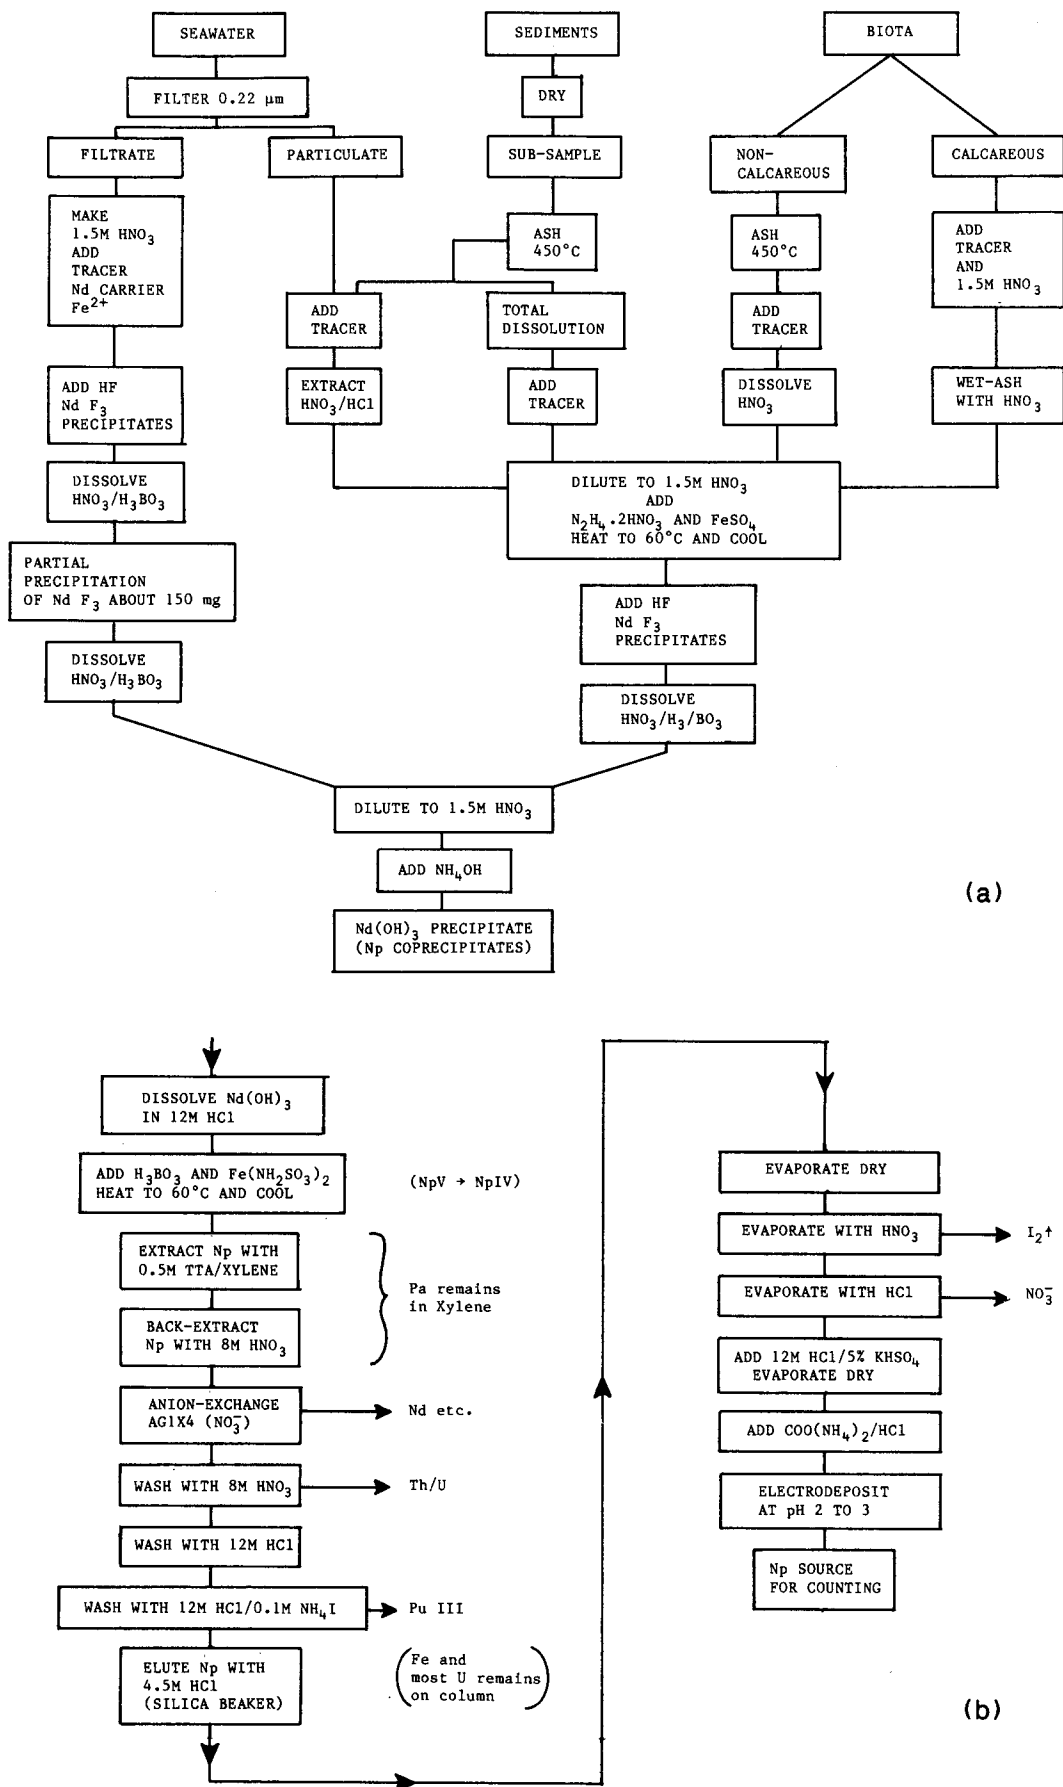 SEAWATER
FILTER 0.22 μm
FILTRATE
PARTICULATE
MAKE
1.5M HNO₃
ADD
TRACER
Nd CARRIER
Fe²⁺
ADD HF
Nd F₃
PRECIPITATES
DISSOLVE
HNO₃/H₃BO₃
PARTIAL
PRECIPITATION
OF Nd F₃ ABOUT 150 mg
DISSOLVE
HNO₃/H₃BO₃
SEDIMENTS
DRY
SUB-SAMPLE
ASH
450°C
ADD
TRACER
EXTRACT
HNO₃/HCl
TOTAL
DISSOLUTION
ADD
TRACER
BIOTA
NON-
CALCAREOUS
ASH
450°C
ADD
TRACER
DISSOLVE
HNO₃
CALCAREOUS
ADD
TRACER
AND
1.5M HNO₃
WET-ASH
WITH HNO₃
DILUTE TO 1.5M HNO₃
ADD
N₂H₄.2HNO₃ AND FeSO₄
HEAT TO 60°C AND COOL
ADD HF
Nd F₃
PRECIPITATES
DISSOLVE
HNO₃/H₃/BO₃
DILUTE TO 1.5M HNO₃
ADD NH₄OH
Nd(OH)₃ PRECIPITATE
(Np COPRECIPITATES)
(a)
DISSOLVE Nd(OH)₃
IN 12M HCl
ADD H₃BO₃ AND Fe(NH₂SO₃)₂
HEAT TO 60°C AND COOL
(NpV → NpIV)
EXTRACT Np WITH
0.5M TTA/XYLENE
BACK-EXTRACT
Np WITH 8M HNO₃
Pa remains
in Xylene
ANION-EXCHANGE
AG1X4 (NO₃⁻)
Nd etc.
WASH WITH 8M HNO₃
Th/U
WASH WITH 12M HCl
WASH WITH 12M HCl/0.1M NH₄I
Pu III
ELUTE Np WITH
4.5M HCl
(SILICA BEAKER)
(Fe and
most U remains
on column)
EVAPORATE DRY
EVAPORATE WITH HNO₃
I₂↑
EVAPORATE WITH HCl
NO₃⁻
ADD 12M HCl/5% KHSO₄
EVAPORATE DRY
ADD COO(NH₄)₂/HCl
ELECTRODEPOSIT
AT pH 2 TO 3
Np SOURCE
FOR COUNTING
(b)